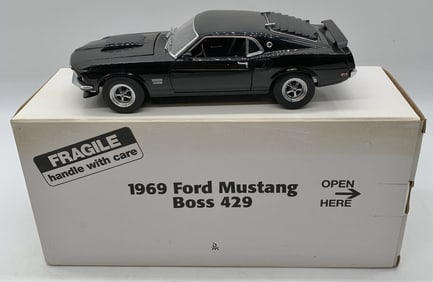 FRAGILE
handle with care
1969 Ford Mustang
Boss 429
OPEN
HERE